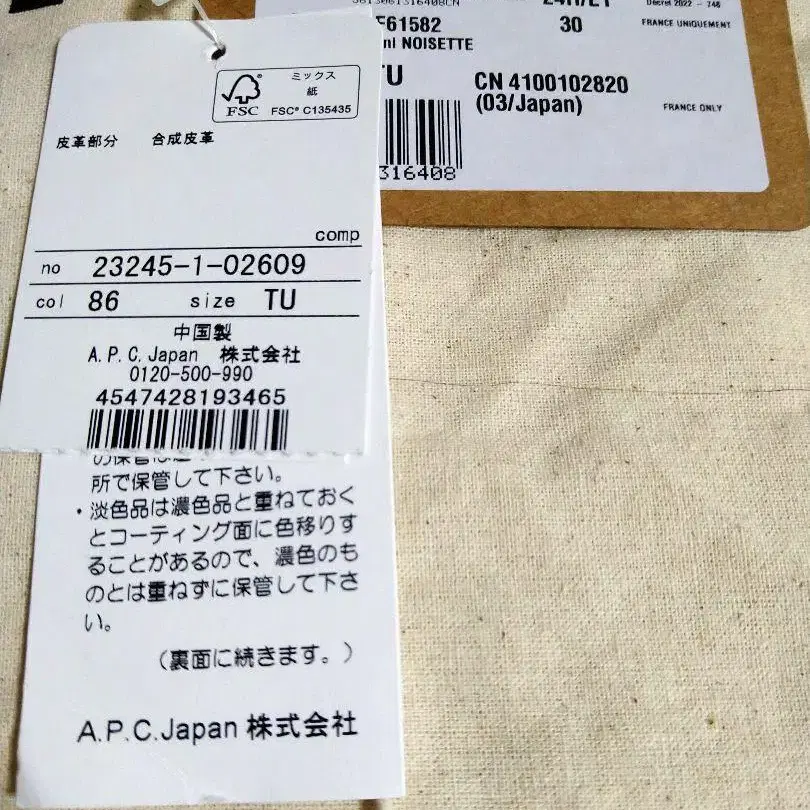 ミックス
紙
FSC
FSC® C135435
皮革部分 合成皮革
comp
no 23245-1-02609
col 86 size TU
中国製
A.P.C.Japan 株式会社
0120-500-990
4547428193465
所で保管して下さい。
・淡色品は濃色品と重ねておく
とコーティング面に色移りす
ることがあるので、濃色のも
のとは重ねずに保管して下さ
い。
(裏面に続きます。)
A.P.C.Japan 株式会社
F61582
30
NOISETTE
TU
CN 4100102820
(03/Japan)
316408
Décret 2022 - 748
FRANCE UNIQUEMENT
FRANCE ONLY